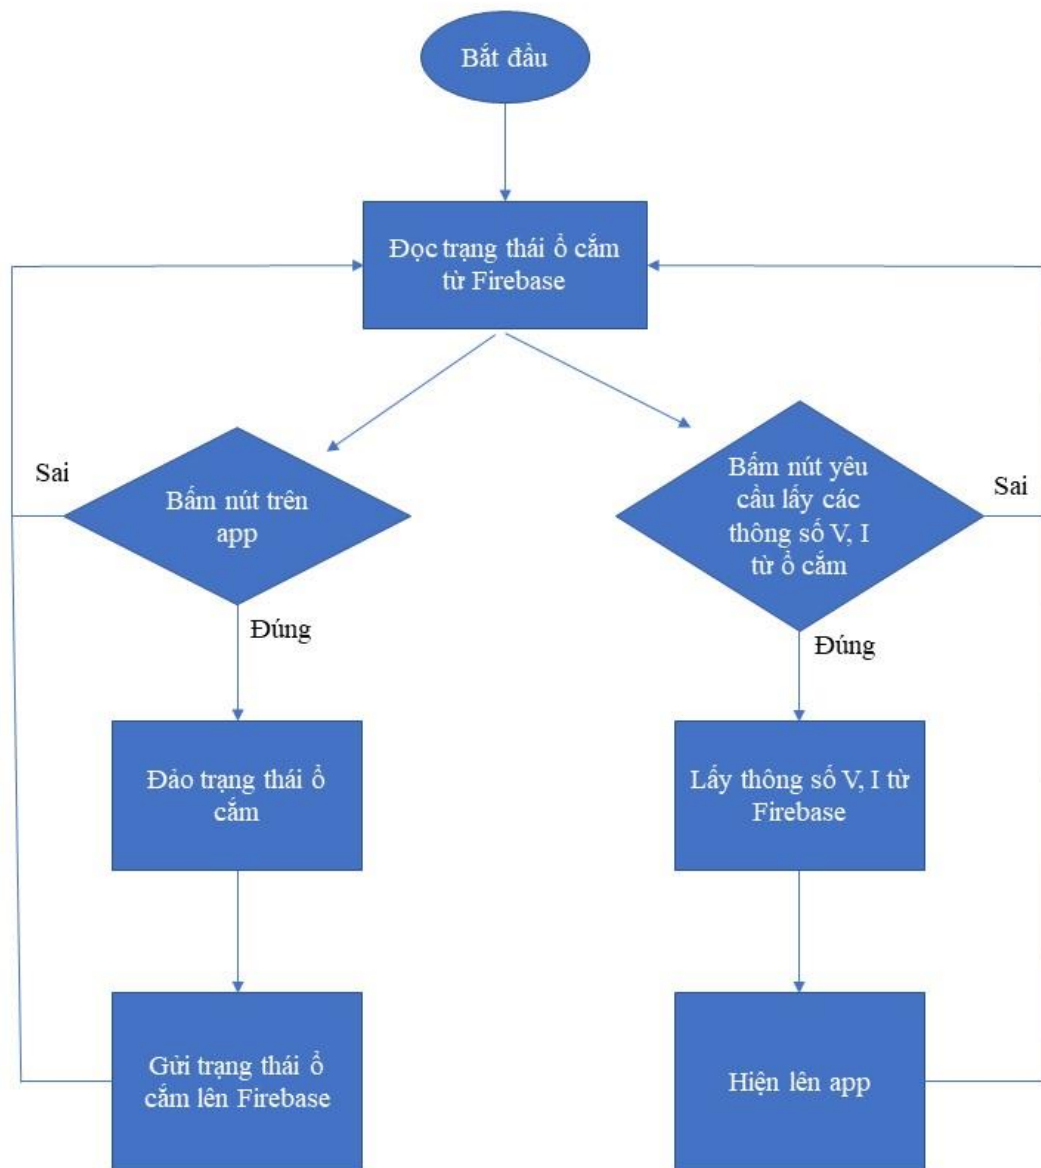 Bắt đầu
Đọc trạng thái ổ cắm
từ Firebase
Sai
Bấm nút trên
app
Bấm nút yêu
cầu lấy các
thông số V, I
từ ổ cắm
Sai
Đúng
Đúng
Đảo trạng thái ổ
cắm
Lấy thông số V, I từ
Firebase
Gửi trạng thái ổ
cắm lên Firebase
Hiện lên app